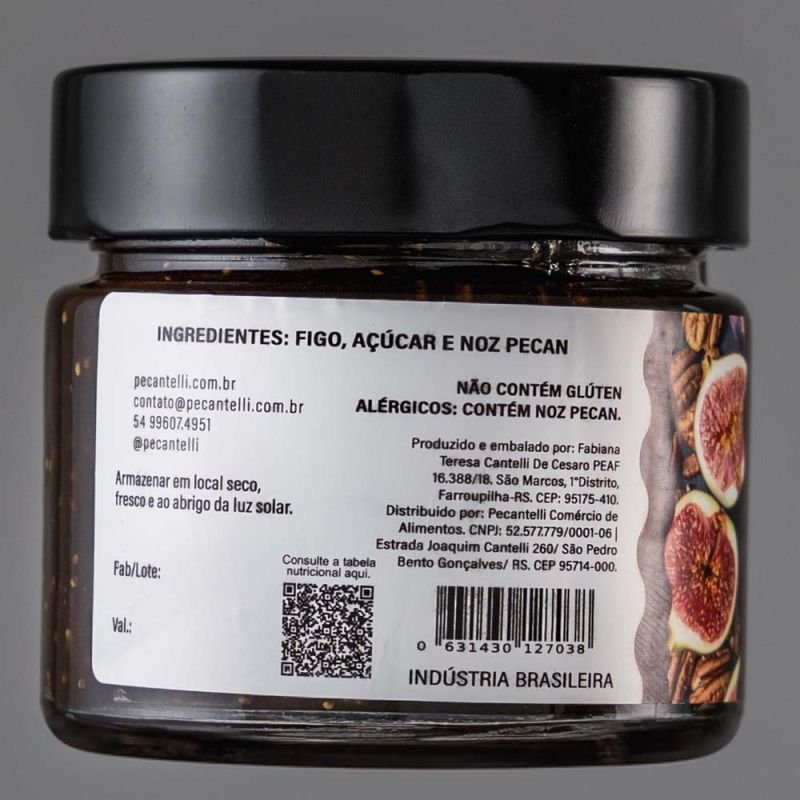 INGREDIENTES: FIGO, AÇÚCAR E NOZ PECAN
pecantelli.com.br
contato@pecantelli.com.br
54 99607.4951
@pecantelli
Armazenar em local seco,
fresco e ao abrigo da luz solar.
Fab/Lote:
Val.:
NÃO CONTÉM GLÚTEN
ALÉRGICOS: CONTÉM NOZ PECAN.
Produzido e embalado por: Fabiana
Teresa Cantelli De Cesaro PEAF
16.388/18, São Marcos, 1°Distrito,
Farroupilha-RS. CEP: 95175-410.
Distribuido por: Pecantelli Comércio de
Alimentos. CNPJ: 52.577.779/0001-06 |
Estrada Joaquim Cantelli 260/ São Pedro
Bento Gonçalves/ RS. CEP 95714-000.
Consulte a tabela
nutricional aqui.
0 631430 127038
INDÚSTRIA BRASILEIRA